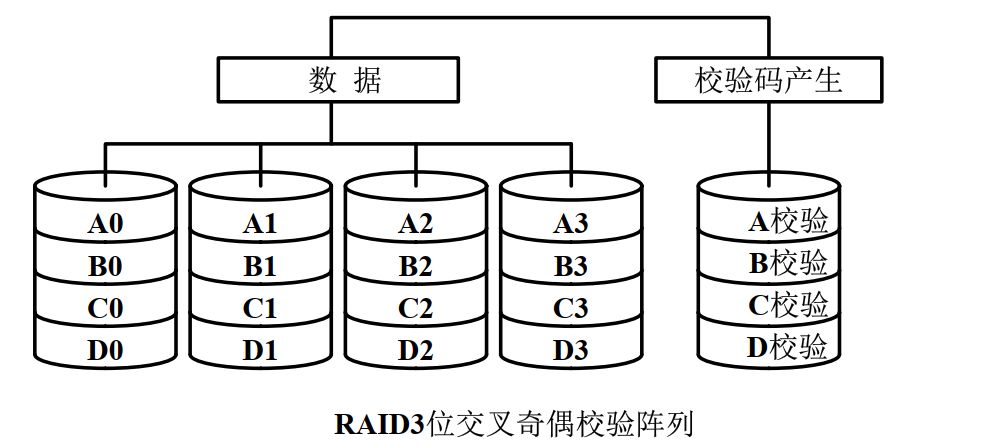 数 据 校验码产生
A0 A1 A2 A3 A校验
B0 B1 B2 B3 B校验
C0 C1 C2 C3 C校验
D0 D1 D2 D3 D校验
RAID3位交叉奇偶校验阵列